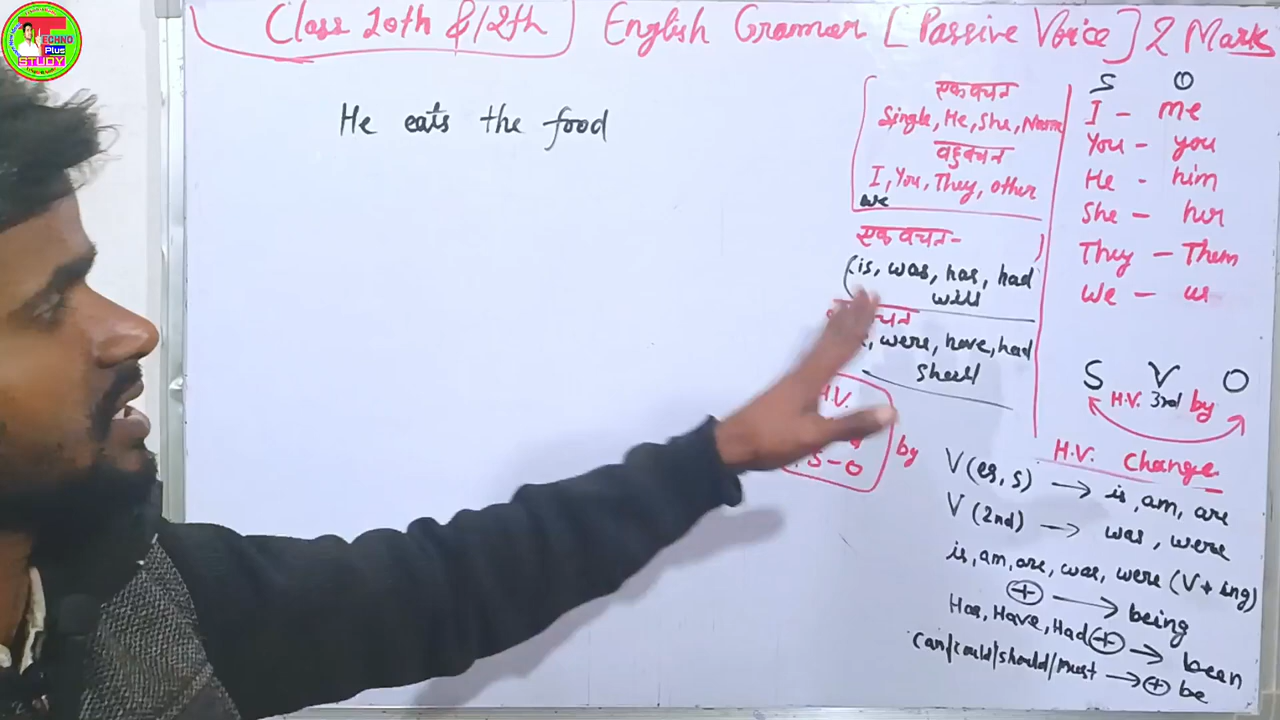 TECHNO
Plus
STUDY
Class 10th & 12th English Grammar [Passive Voice] 2 Mark
He eats the food
एकवचन
Single, He, She, Noun
वहुवचन
I, You, They, other
we
एकवचन-
(is, was, has, had
will
वचन
were, have, had
shall
H.V.
S-O
by
S O
I - me
You - you
He - him
She - her
They - Them
We - us
S V O
H.V. 3rd by
H.V. Change
V(es, s) → is, am, are
V(2nd) → was, were
is, am, are, was, were (V+ing)
+ → being
Has, Have, Had + → been
can/could/should/must → + be